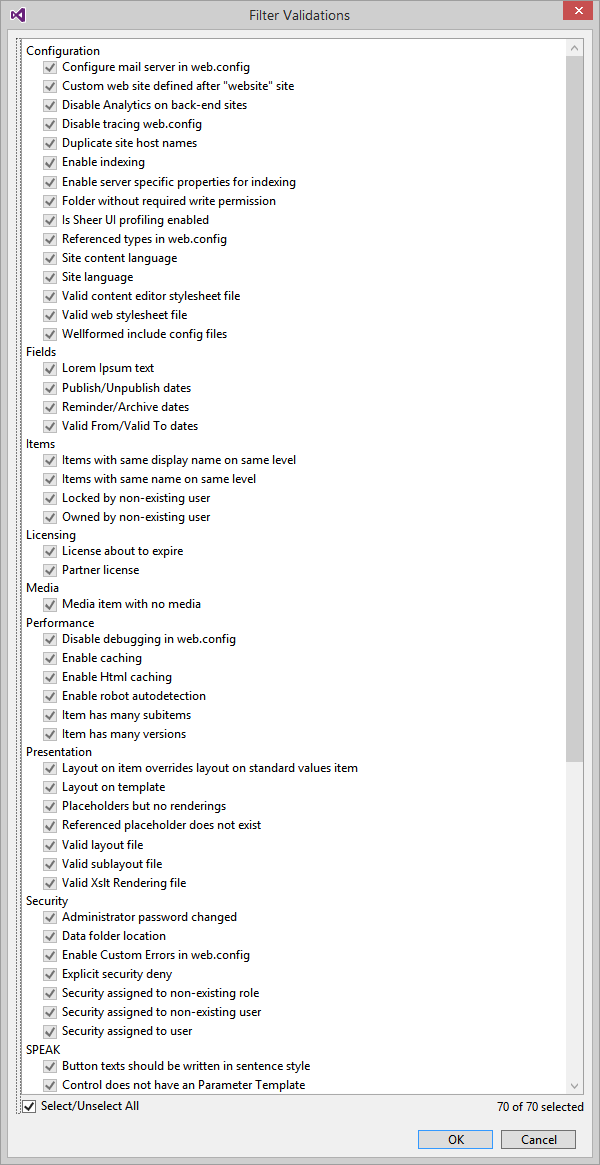 Filter Validations
Configuration
Configure mail server in web.config
Custom web site defined after "website" site
Disable Analytics on back-end sites
Disable tracing web.config
Duplicate site host names
Enable indexing
Enable server specific properties for indexing
Folder without required write permission
Is Sheer UI profiling enabled
Referenced types in web.config
Site content language
Site language
Valid content editor stylesheet file
Valid web stylesheet file
Wellformed include config files
Fields
Lorem Ipsum text
Publish/Unpublish dates
Reminder/Archive dates
Valid From/Valid To dates
Items
Items with same display name on same level
Items with same name on same level
Locked by non-existing user
Owned by non-existing user
Licensing
License about to expire
Partner license
Media
Media item with no media
Performance
Disable debugging in web.config
Enable caching
Enable Html caching
Enable robot autodetection
Item has many subitems
Item has many versions
Presentation
Layout on item overrides layout on standard values item
Layout on template
Placeholders but no renderings
Referenced placeholder does not exist
Valid layout file
Valid sublayout file
Valid Xslt Rendering file
Security
Administrator password changed
Data folder location
Enable Custom Errors in web.config
Explicit security deny
Security assigned to non-existing role
Security assigned to non-existing user
Security assigned to user
SPEAK
Button texts should be written in sentence style
Control does not have an Parameter Template
Select/Unselect All 70 of 70 selected
OK Cancel